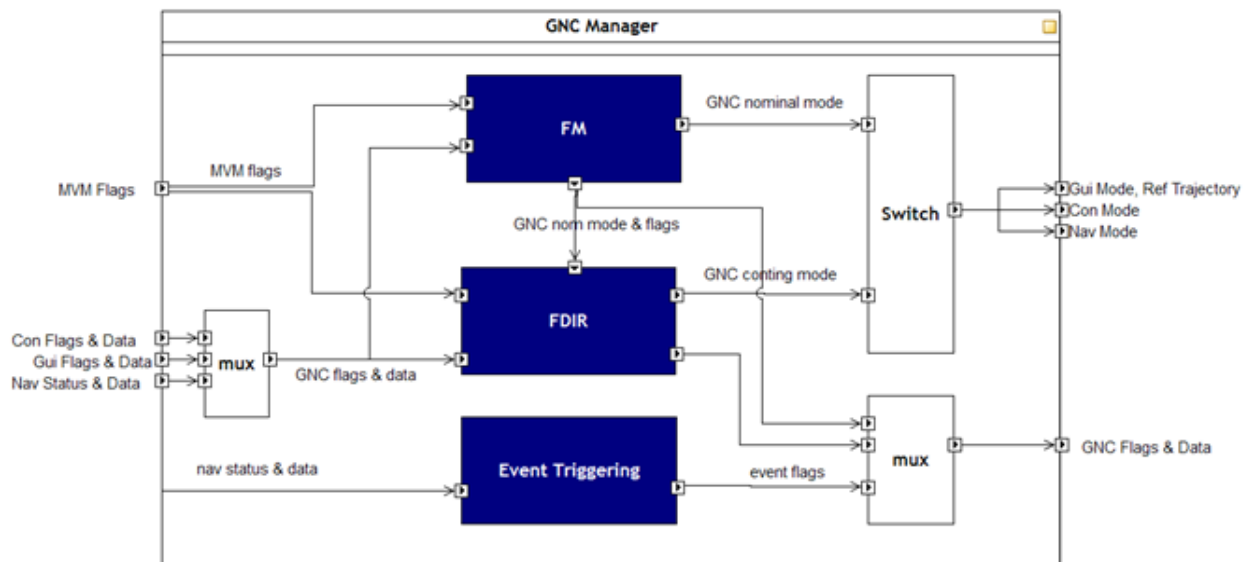 GNC Manager
GNC nominal mode
FM
MVM flags
MVM Flags
Gui Mode, Ref Trajectory
Con Mode
Nav Mode
Switch
GNC nom mode & flags
GNC conting mode
FDIR
Con Flags & Data
Gui Flags & Data
Nav Status & Data
mux
GNC flags & data
nav status & data
Event Triggering
event flags
mux
GNC Flags & Data